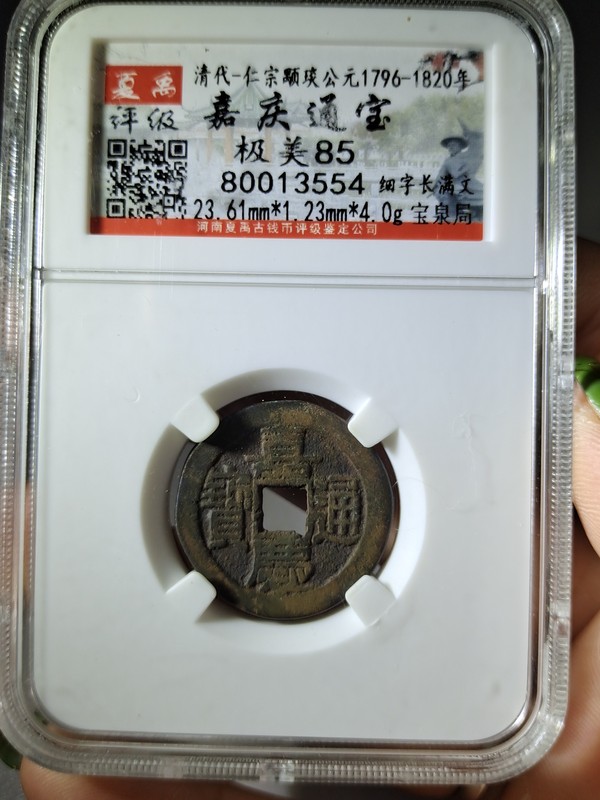 夏禹
评级
清代-仁宗顒琰公元1796-1820年
嘉庆通宝
极美85
80013554 细字长满文
23.61mm*1.23mm*4.0g 宝泉局
河南夏禹古钱币评级鉴定公司
嘉慶通寶